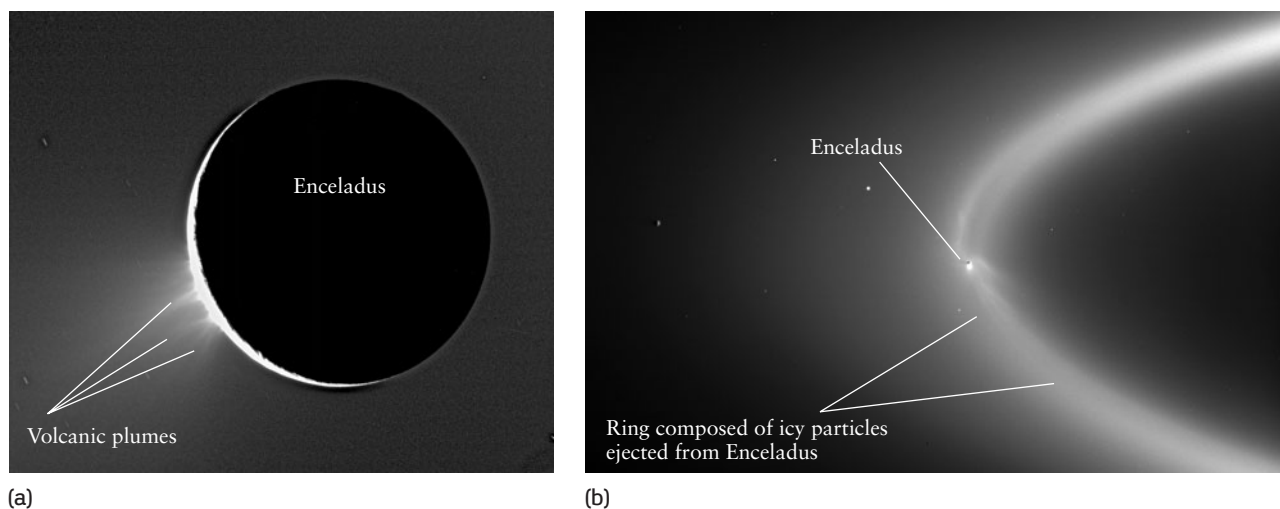 Enceladus
Volcanic plumes
(a)
Enceladus
Ring composed of icy particles
ejected from Enceladus
(b)